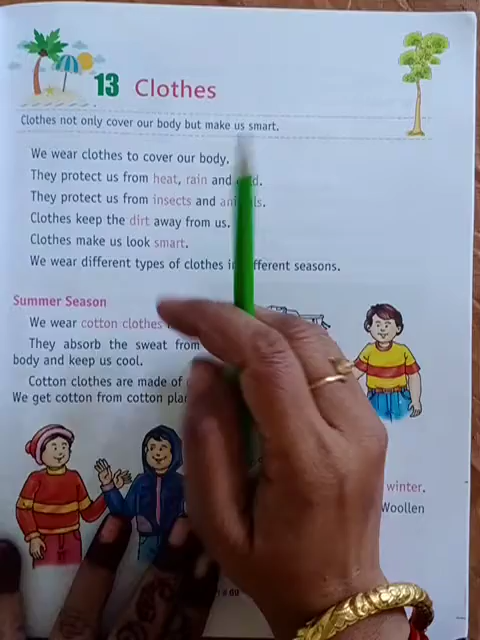 13 Clothes
Clothes not only cover our body but make us smart.
We wear clothes to cover our body.
They protect us from heat, rain and
They protect us from insects and
Clothes keep the dirt away from us.
Clothes make us look smart.
We wear different types of clothes in different seasons.
Summer Season
We wear cotton clothes
They absorb the sweat from
body and keep us cool.
Cotton clothes are made of
We get cotton from cotton
winter.
Woollen